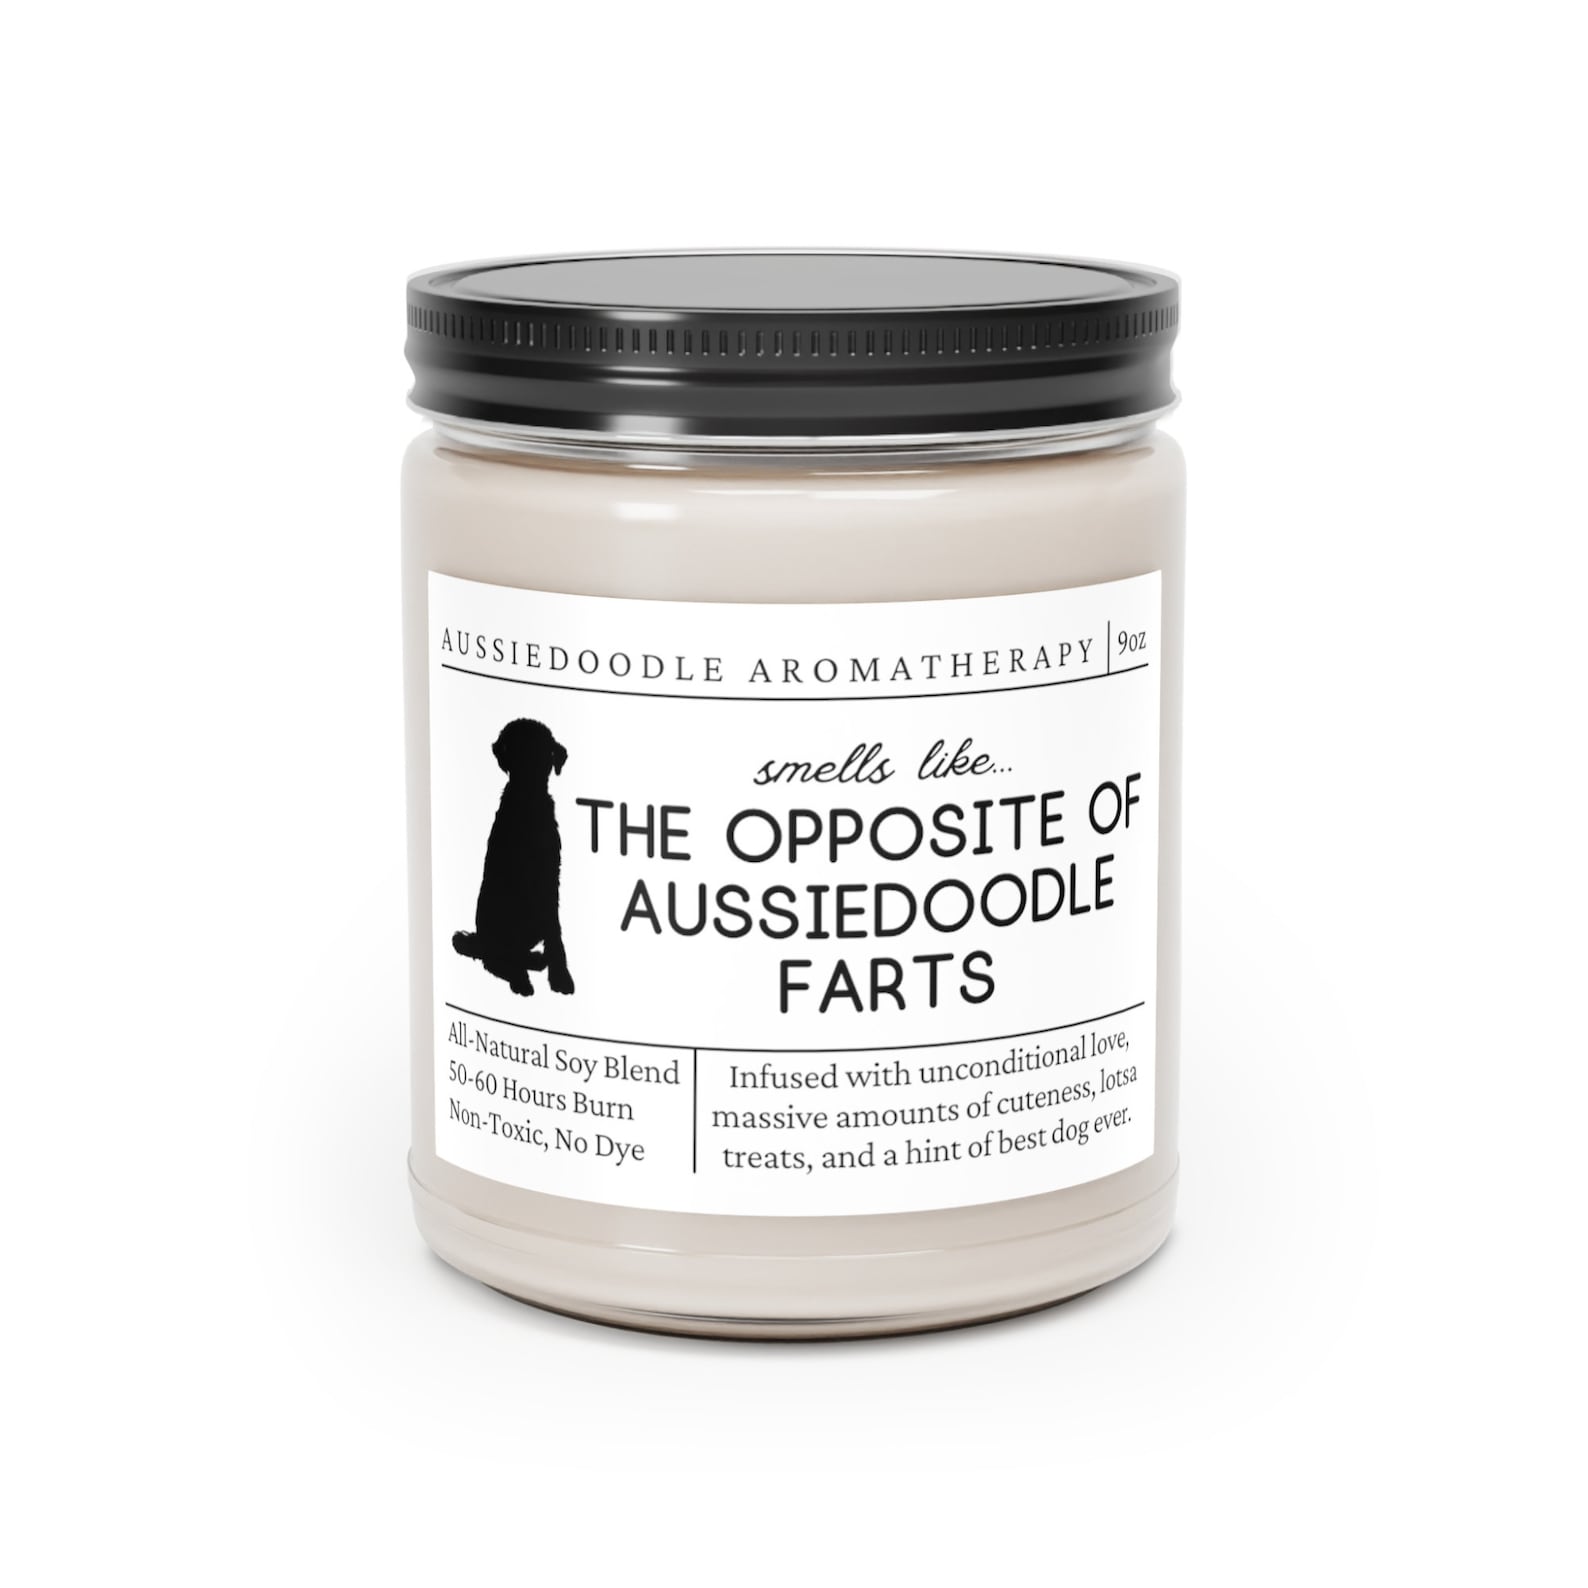 AUSSIEDOODLE AROMATHERAPY | 9oz
smells like...
THE OPPOSITE OF
AUSSIEDOODLE
FARTS
All-Natural Soy Blend
50-60 Hours Burn
Non-Toxic, No Dye
Infused with unconditional love,
massive amounts of cuteness, lotsa
treats, and a hint of best dog ever.